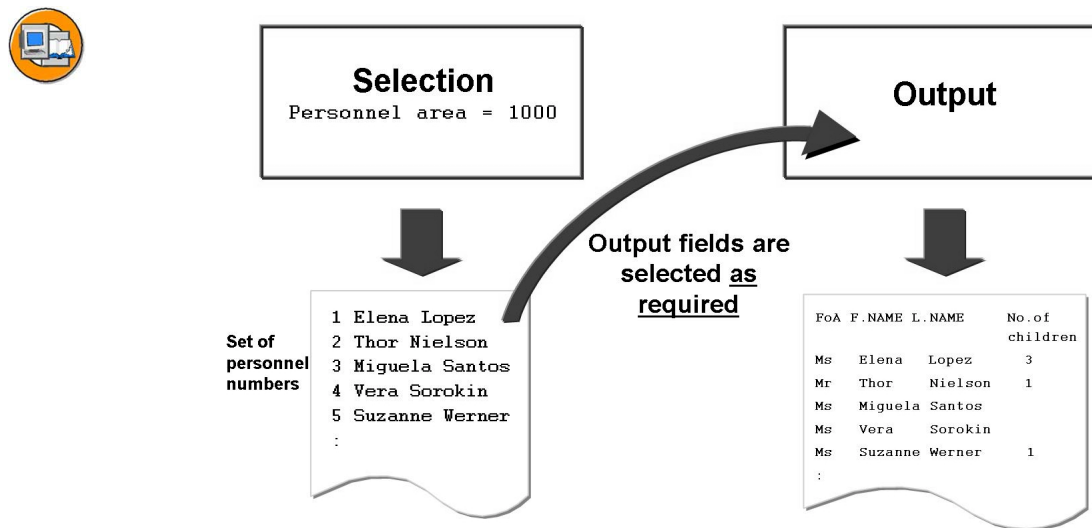 Selection
Personnel area = 1000
Output
Output fields are
selected as
required
Set of
personnel
numbers
1 Elena Lopez
2 Thor Nielson
3 Miguela Santos
4 Vera Sorokin
5 Suzanne Werner
:
FoA F.NAME L.NAME No.of
children
Ms Elena Lopez 3
Mr Thor Nielson 1
Ms Miguela Santos
Ms Vera Sorokin
Ms Suzanne Werner 1
: